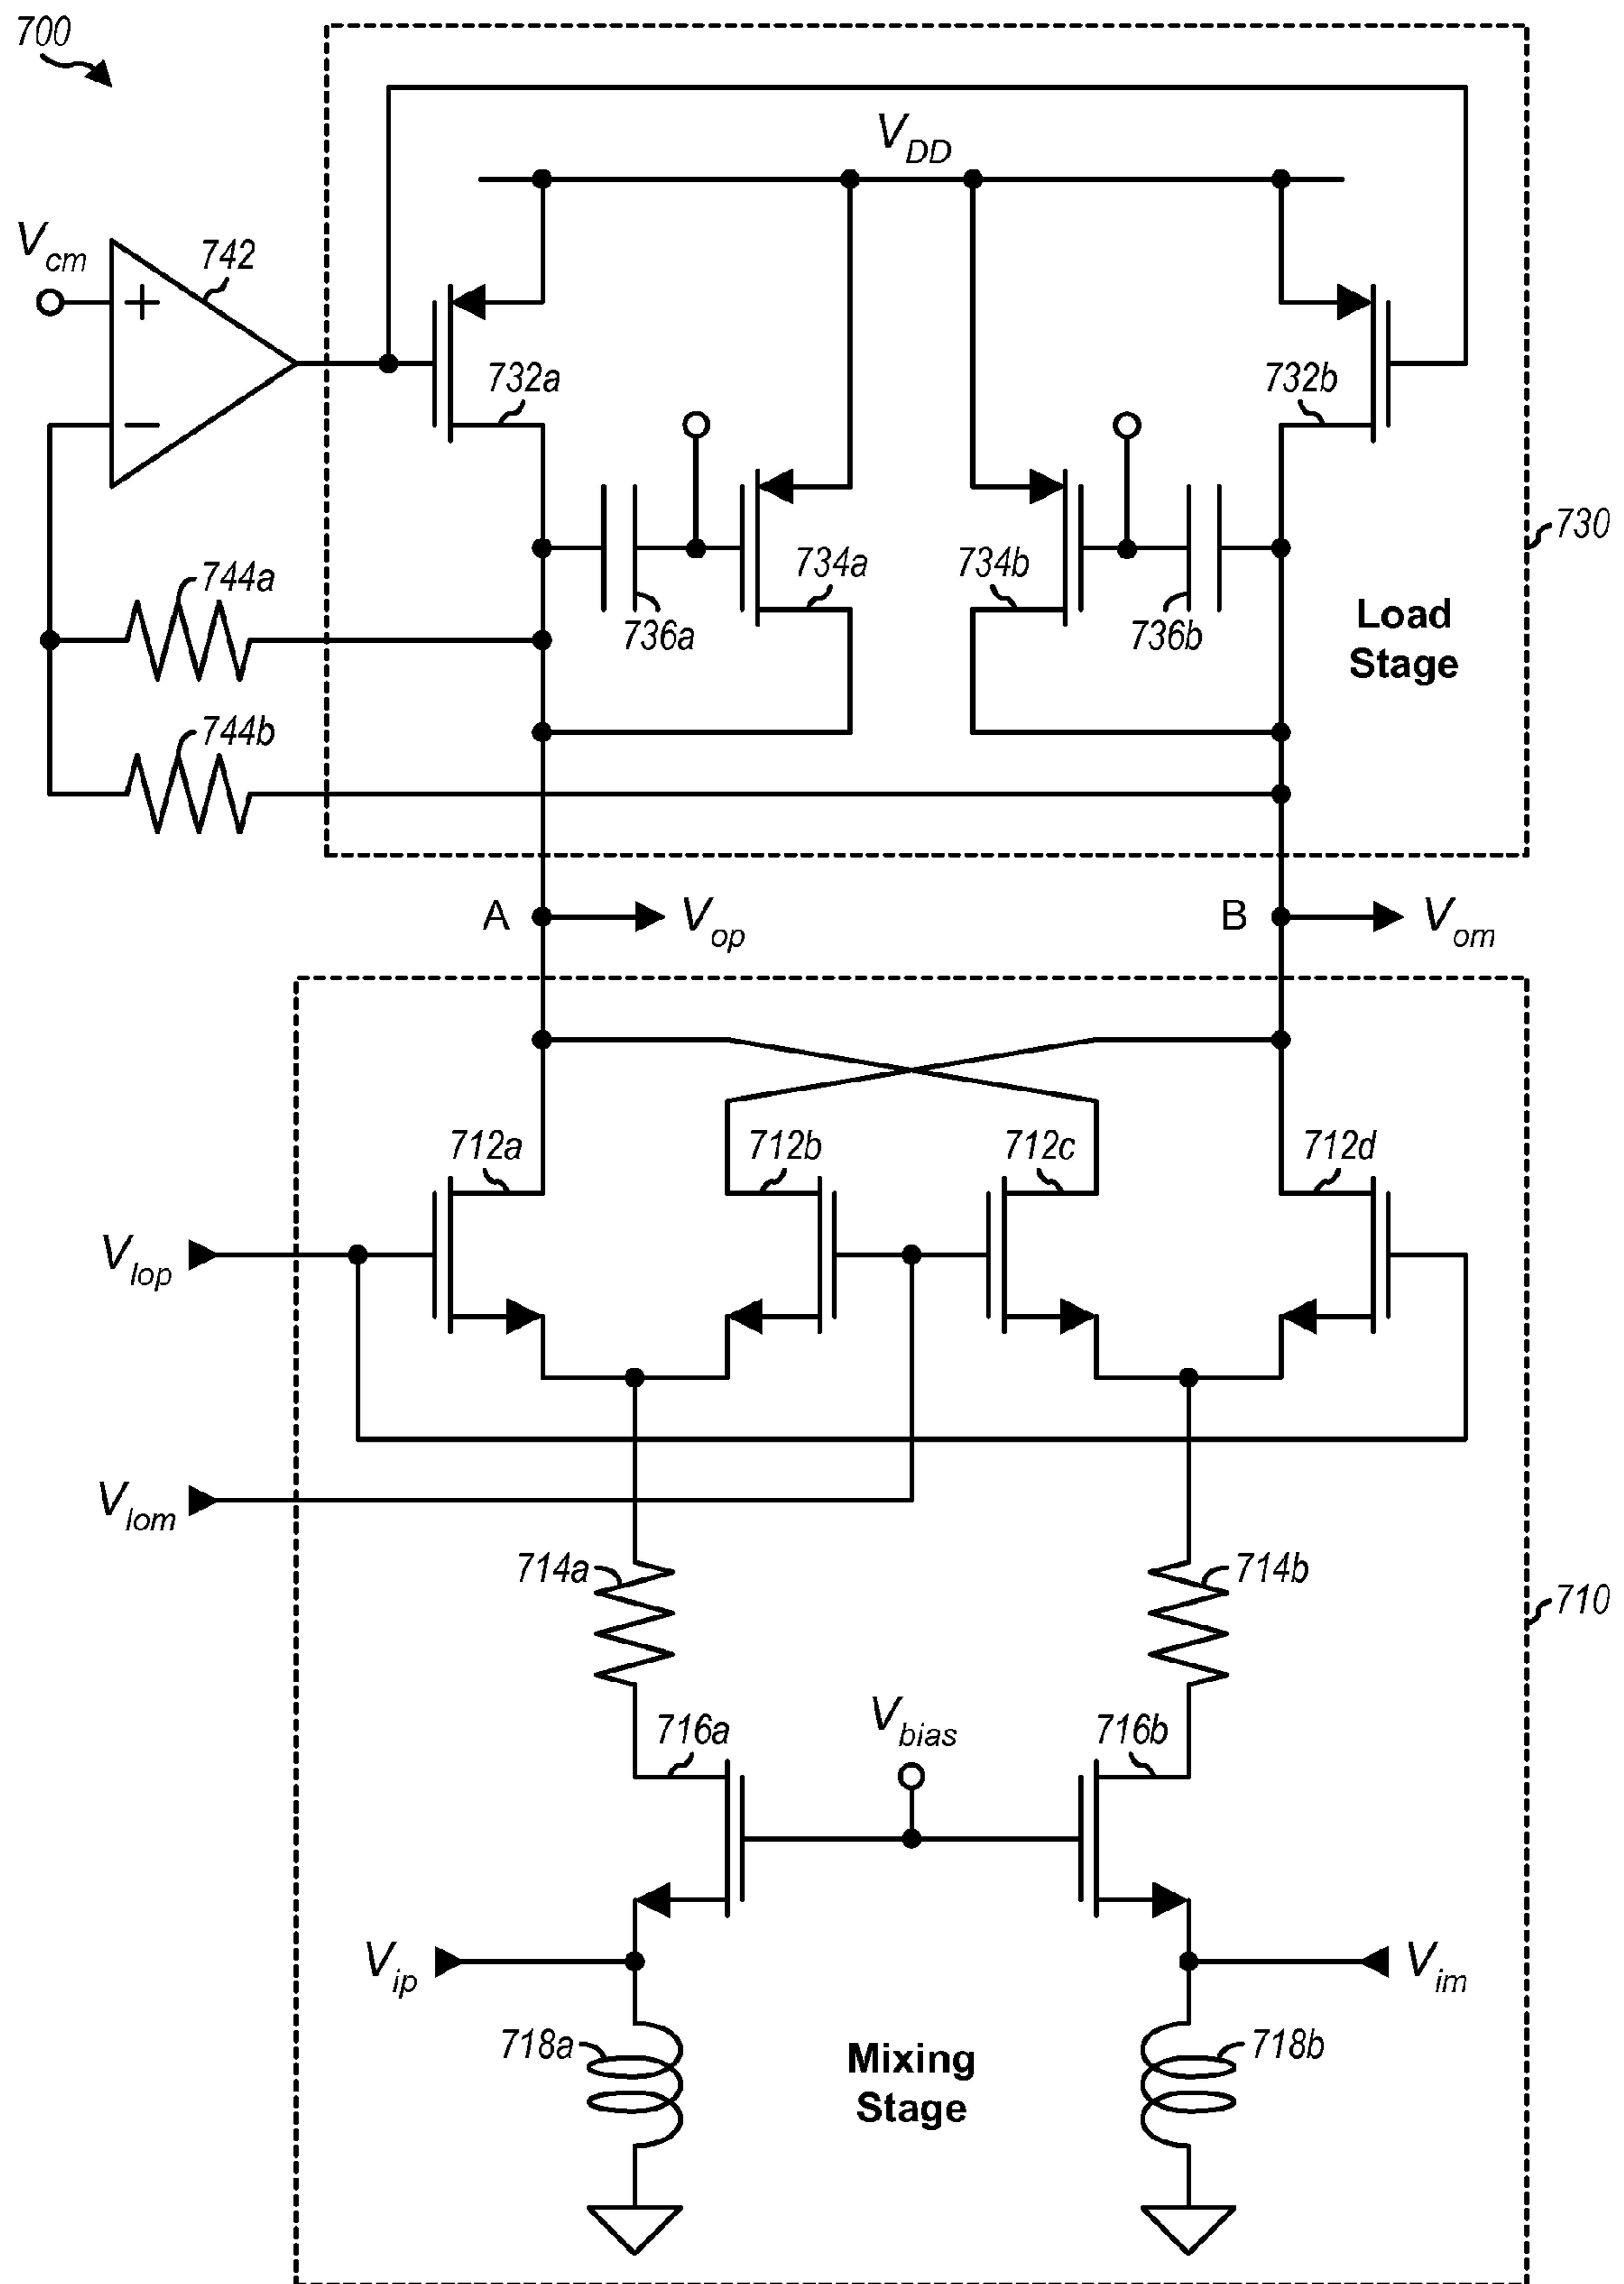 700
V_DD
V_cm
742
+
−
732a
732b
734a
734b
736a
736b
730
Load
Stage
744a
744b
A
V_op
B
V_om
712a
712b
712c
712d
V_lop
V_lom
714a
714b
710
716a
V_bias
716b
V_ip
V_im
718a
Mixing
Stage
718b